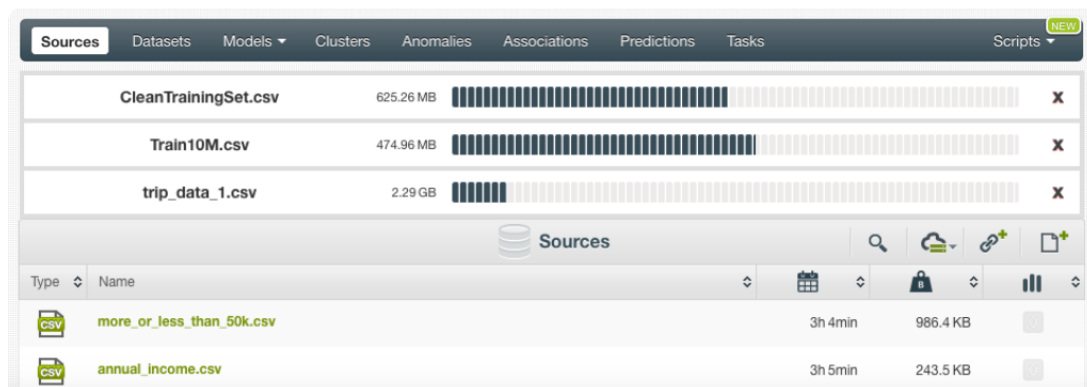 NEW
Sources Datasets Models Clusters Anomalies Associations Predictions Tasks Scripts
CleanTrainingSet.csv 625.26 MB x
Train10M.csv 474.96 MB x
trip_data_1.csv 2.29 GB x
Sources
Type Name B
CSV more_or_less_than_50k.csv 3h 4min 986.4 KB
CSV annual_income.csv 3h 5min 243.5 KB